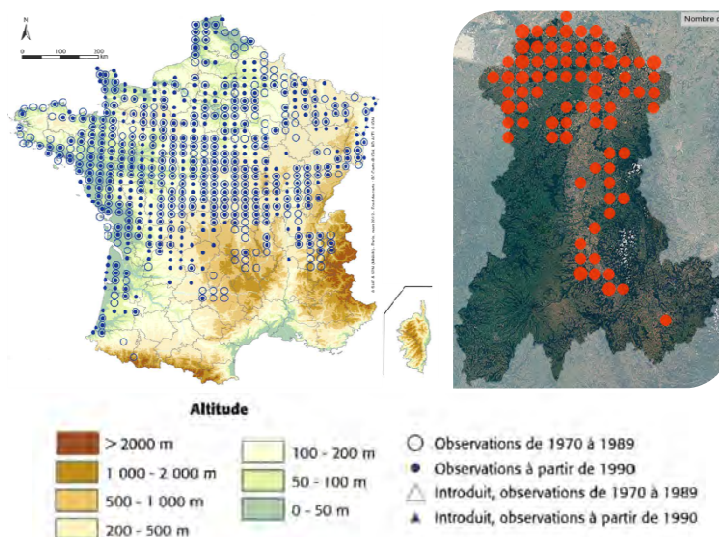 N
0 100 200
km
Nombre d
Altitude
> 2000 m
1 000 - 2 000 m
500 - 1 000 m
200 - 500 m
100 - 200 m
50 - 100 m
0 - 50 m
Observations de 1970 à 1989
Observations à partir de 1990
Introduit, observations de 1970 à 1989
Introduit, observations à partir de 1990